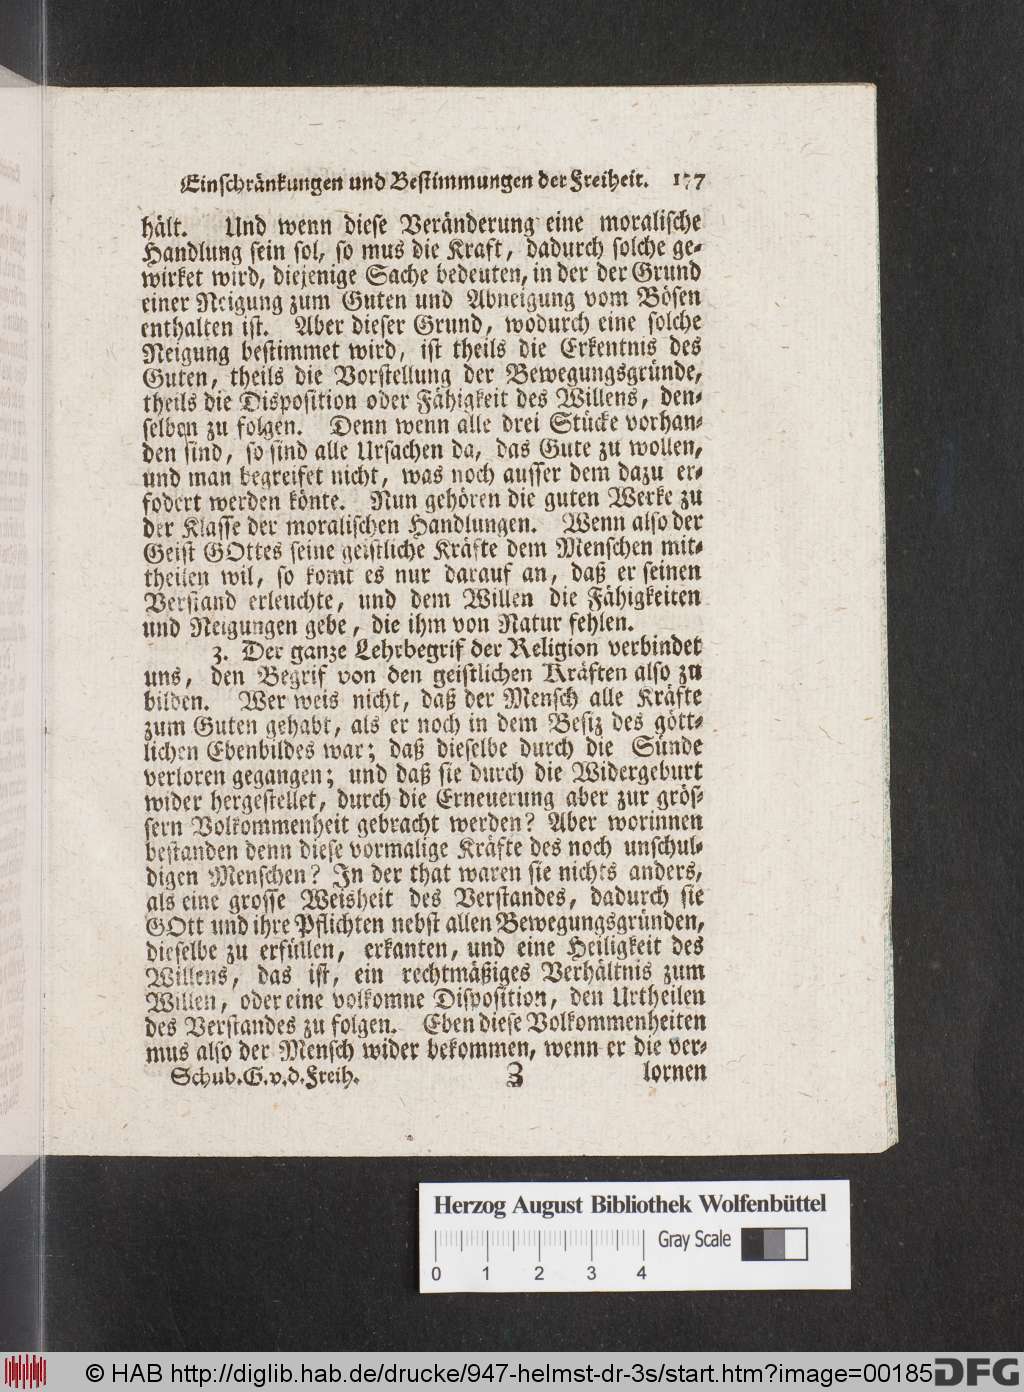 Einschränkungen und Bestimmungen der Freiheit. 177
hält. Und wenn diese Veränderung eine moralische
Handlung sein sol, so mus die Kraft, dadurch solche ge-
wirket wird, diejenige Sache bedeuten, in der der Grund
einer Neigung zum Guten und Abneigung vom Bösen
enthalten ist. Aber dieser Grund, wodurch eine solche
Neigung bestimmet wird, ist theils die Erkentnis des
Guten, theils die Vorstellung der Bewegungsgründe,
theils die Disposition oder Fähigkeit des Willens, den-
selben zu folgen. Denn wenn alle drei Stücke vorhan-
den sind, so sind alle Ursachen da, das Gute zu wollen,
und man begreifet nicht, was noch ausser dem dazu er-
fodert werden könte. Nun gehören die guten Werke zu
der Klasse der moralischen Handlungen. Wenn also der
Geist GOttes seine geistliche Kräfte dem Menschen mit-
theilen wil, so komt es nur darauf an, daß er seinen
Verstand erleuchte, und dem Willen die Fähigkeiten
und Neigungen gebe, die ihm von Natur fehlen.
3. Der ganze Lehrbegrif der Religion verbindet
uns, den Begrif von den geistlichen Kräften also zu
bilden. Wer weis nicht, daß der Mensch alle Kräfte
zum Guten gehabt, als er noch in dem Besiz des gött-
lichen Ebenbildes war; daß dieselbe durch die Sünde
verloren gegangen; und daß sie durch die Widergeburt
wider hergestellet, durch die Erneuerung aber zur grös-
sern Volkommenheit gebracht werden? Aber worinnen
bestanden denn diese vormalige Kräfte des noch unschul-
digen Menschen? In der that waren sie nichts anders,
als eine grosse Weisheit des Verstandes, dadurch sie
GOtt und ihre Pflichten nebst allen Bewegungsgründen,
dieselbe zu erfüllen, erkanten, und eine Heiligkeit des
Willens, das ist, ein rechtmäßiges Verhältnis zum
Willen, oder eine volkomne Disposition, den Urtheilen
des Verstandes zu folgen. Eben diese Volkommenheiten
mus also der Mensch wider bekommen, wenn er die ver-
Schub. G. v. d. Freih. Z lornen
Herzog August Bibliothek Wolfenbüttel
Gray Scale
0 1 2 3 4
© HAB http://diglib.hab.de/drucke/947-helmst-dr-3s/start.htm?image=00185 DFG